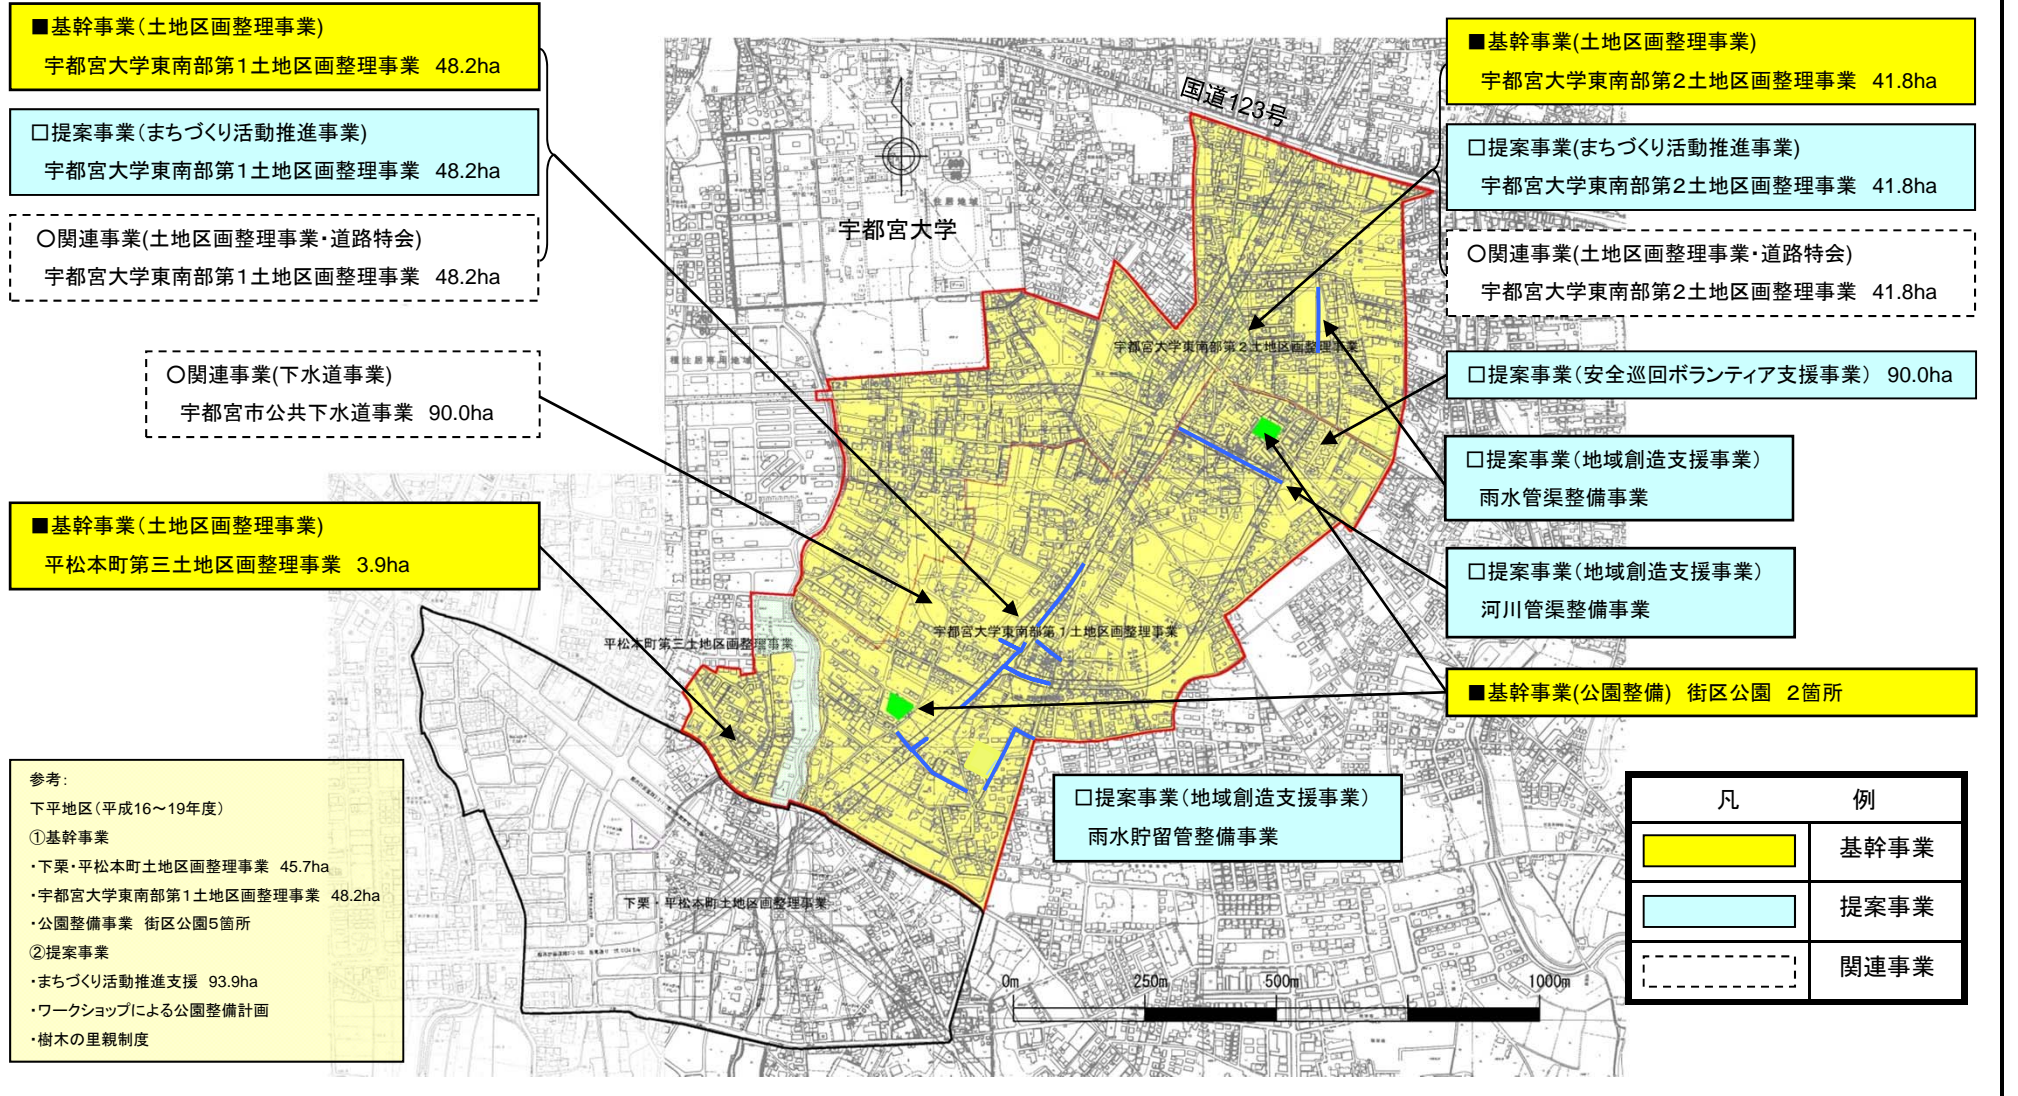 ■基幹事業(土地区画整理事業)
宇都宮大学東南部第1土地区画整理事業 48.2ha
□提案事業(まちづくり活動推進事業)
宇都宮大学東南部第1土地区画整理事業 48.2ha
○関連事業(土地区画整理事業・道路特会)
宇都宮大学東南部第1土地区画整理事業 48.2ha
○関連事業(下水道事業)
宇都宮市公共下水道事業 90.0ha
■基幹事業(土地区画整理事業)
平松本町第三土地区画整理事業 3.9ha
参考:
下平地区(平成16～19年度)
①基幹事業
・下栗・平松本町土地区画整理事業 45.7ha
・宇都宮大学東南部第1土地区画整理事業 48.2ha
・公園整備事業 街区公園5箇所
②提案事業
・まちづくり活動推進支援 93.9ha
・ワークショップによる公園整備計画
・樹木の里親制度
国道123号
宇都宮大学
住居地域
種住居専用地域
宇都宮大学東南部第2土地区画整理事業
宇都宮大学東南部第1土地区画整理事業
平松本町第三土地区画整理事業
下栗・平松本町土地区画整理事業
■基幹事業(土地区画整理事業)
宇都宮大学東南部第2土地区画整理事業 41.8ha
□提案事業(まちづくり活動推進事業)
宇都宮大学東南部第2土地区画整理事業 41.8ha
○関連事業(土地区画整理事業・道路特会)
宇都宮大学東南部第2土地区画整理事業 41.8ha
□提案事業(安全巡回ボランティア支援事業) 90.0ha
□提案事業(地域創造支援事業)
雨水管渠整備事業
□提案事業(地域創造支援事業)
河川管渠整備事業
■基幹事業(公園整備) 街区公園 2箇所
□提案事業(地域創造支援事業)
雨水貯留管整備事業
凡 例
基幹事業
提案事業
関連事業
0m 250m 500m 1000m